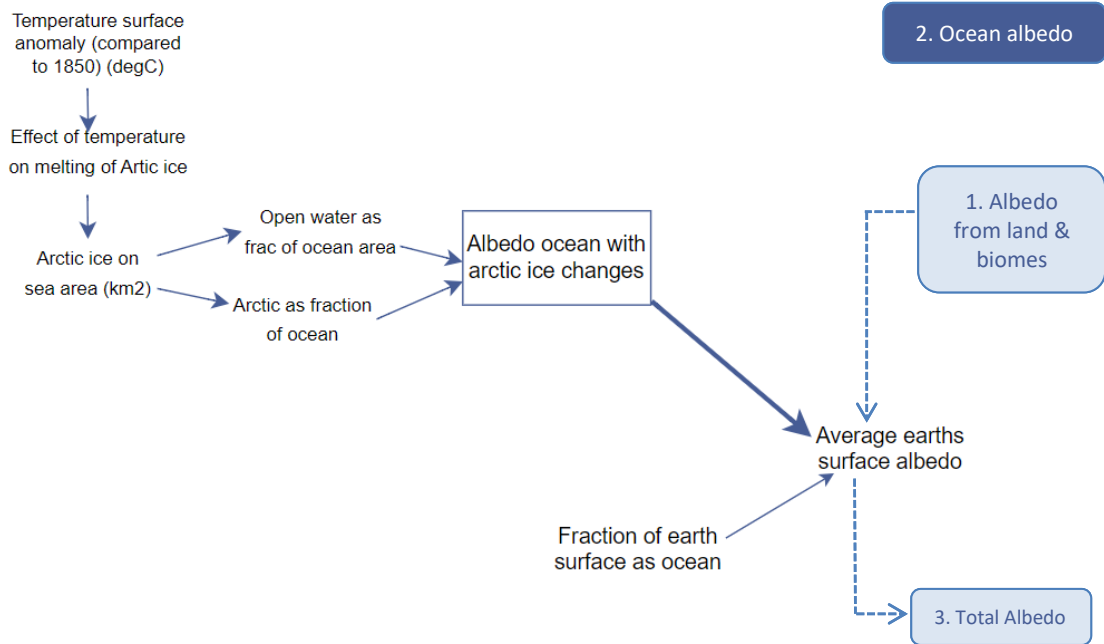 Temperature surface
anomaly (compared
to 1850) (degC)
2. Ocean albedo
Effect of temperature
on melting of Artic ice
1. Albedo
from land &
biomes
Open water as
frac of ocean area
Albedo ocean with
arctic ice changes
Arctic ice on
sea area (km2)
Arctic as fraction
of ocean
Average earths
surface albedo
Fraction of earth
surface as ocean
3. Total Albedo